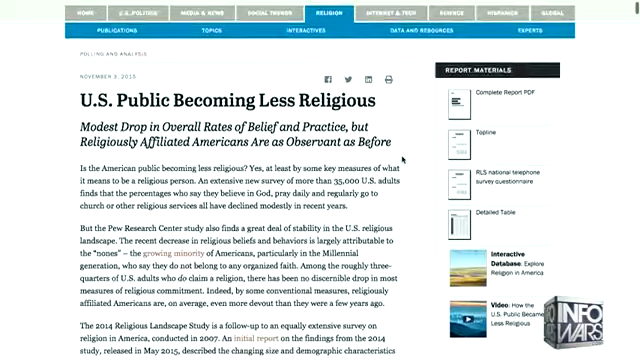 HOME U.S. POLITICS MEDIA & NEWS SOCIAL TRENDS RELIGION INTERNET & TECH SCIENCE HISPANICS GLOBAL
PUBLICATIONS TOPICS INTERACTIVES DATA AND RESOURCES EXPERTS
POLLING AND ANALYSIS
NOVEMBER 3, 2015
U.S. Public Becoming Less Religious
Modest Drop in Overall Rates of Belief and Practice, but
Religiously Affiliated Americans Are as Observant as Before
Is the American public becoming less religious? Yes, at least by some key measures of what
it means to be a religious person. An extensive new survey of more than 35,000 U.S. adults
finds that the percentages who say they believe in God, pray daily and regularly go to
church or other religious services all have declined modestly in recent years.
But the Pew Research Center study also finds a great deal of stability in the U.S. religious
landscape. The recent decrease in religious beliefs and behaviors is largely attributable to
the “nones” – the growing minority of Americans, particularly in the Millennial
generation, who say they do not belong to any organized faith. Among the roughly three-
quarters of U.S. adults who do claim a religion, there has been no discernible drop in most
measures of religious commitment. Indeed, by some conventional measures, religiously
affiliated Americans are, on average, even more devout than they were a few years ago.
The 2014 Religious Landscape Study is a follow-up to an equally extensive survey on
religion in America, conducted in 2007. An initial report on the findings from the 2014
study, released in May 2015, described the changing size and demographic characteristics
REPORT MATERIALS
Complete Report PDF
Topline
RLS national telephone
survey questionnaire
Detailed Table
Interactive
Database: Explore
Religion in America
Video: How the
U.S. Public Became
Less Religious
INFO
WARS